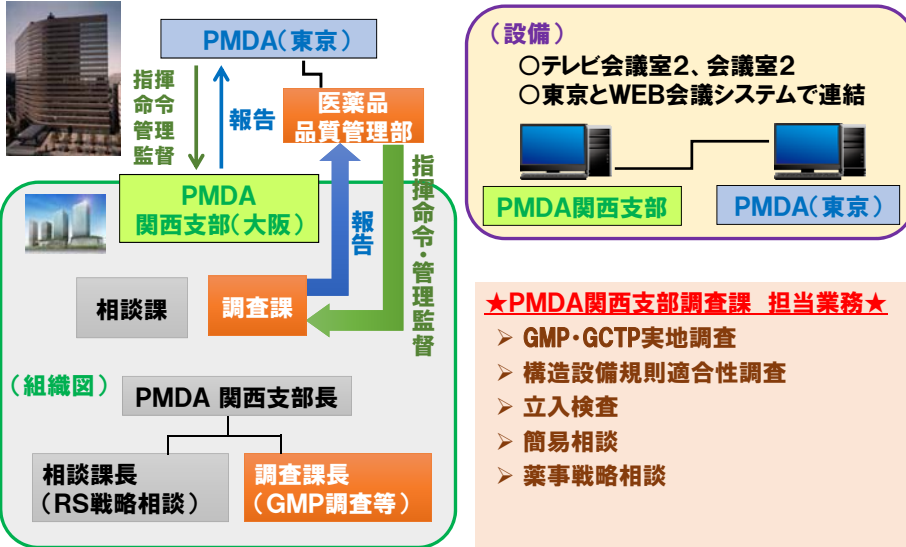 PMDA(東京)
指揮
命令
管理
監督
報告
医薬品
品質管理部
PMDA
関西支部(大阪)
報告
指揮命令・管理監督
相談課
調査課
(組織図)
PMDA 関西支部長
相談課長
(RS戦略相談)
調査課長
(GMP調査等)
(設備)
○テレビ会議室2、会議室2
○東京とWEB会議システムで連結
PMDA関西支部
PMDA(東京)
★PMDA関西支部調査課 担当業務★
➢ GMP・GCTP実地調査
➢ 構造設備規則適合性調査
➢ 立入検査
➢ 簡易相談
➢ 薬事戦略相談